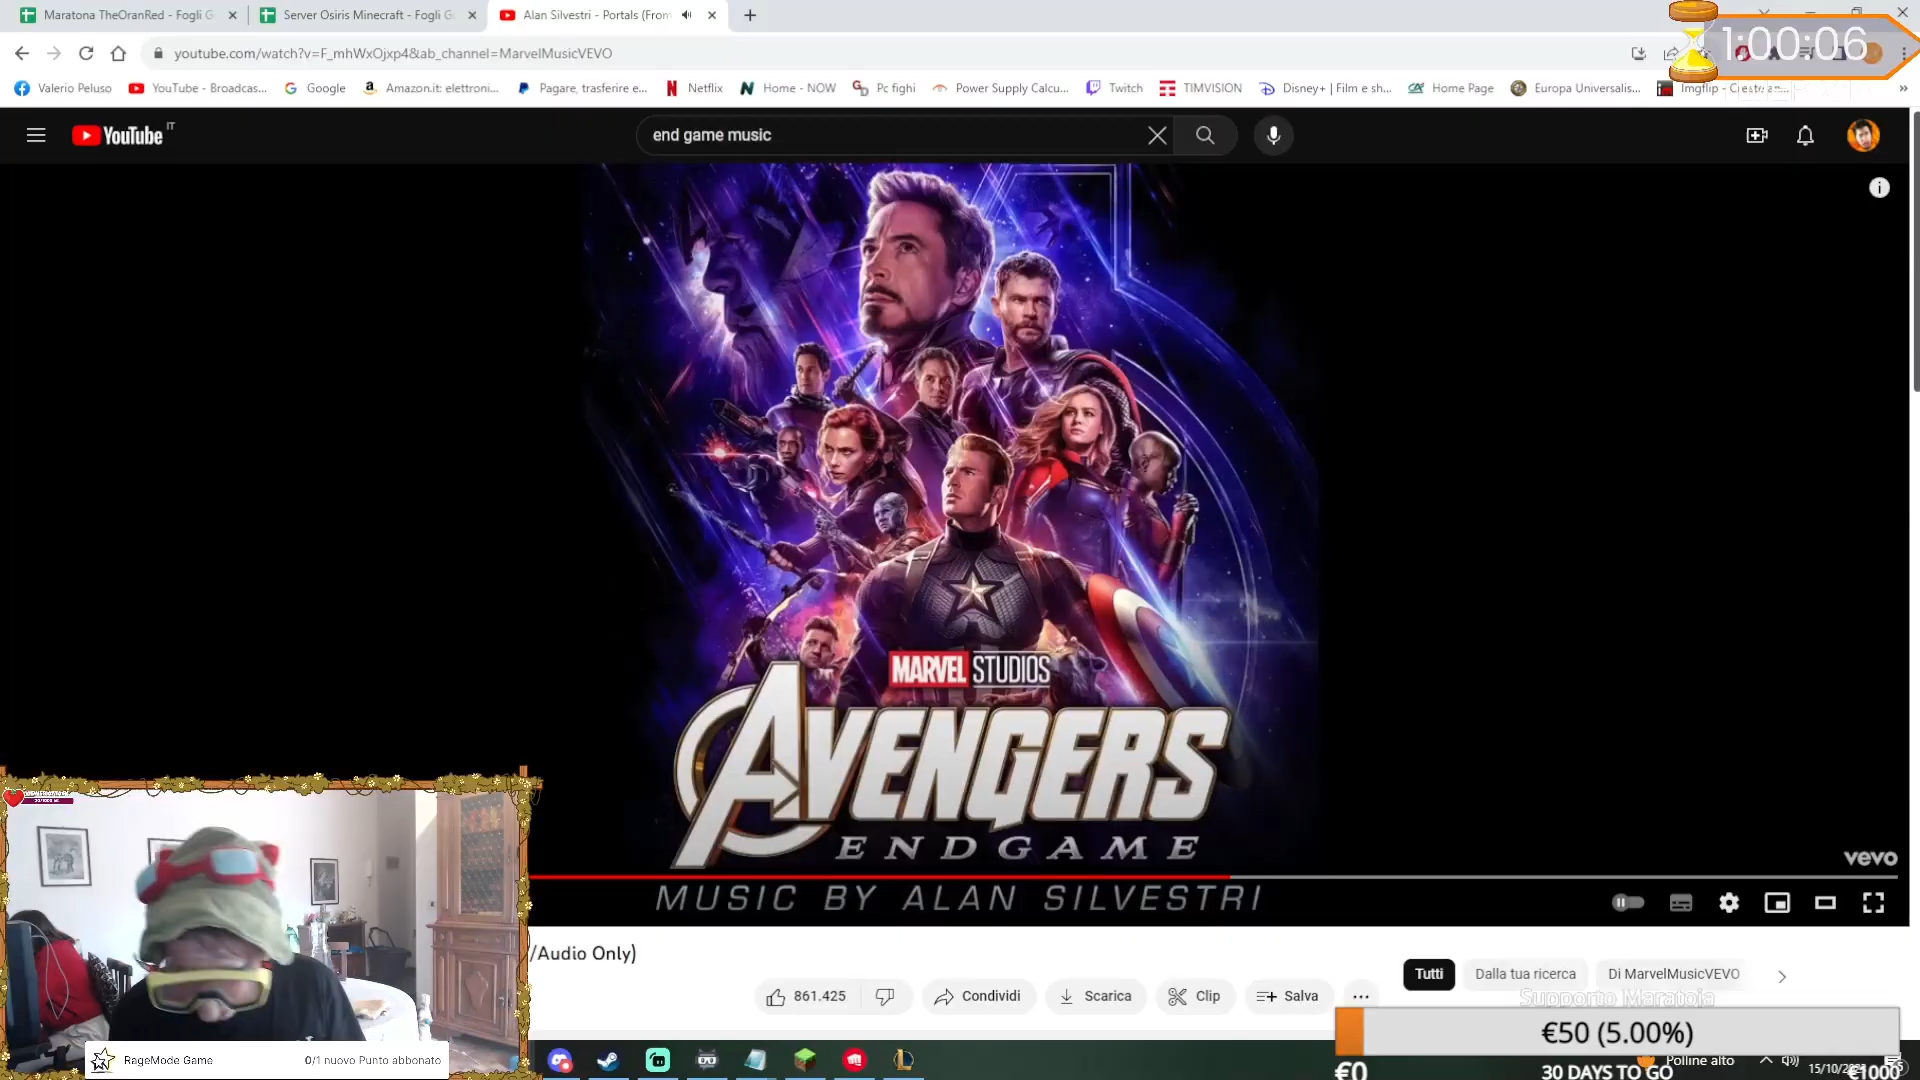 Maratona TheOranRed - Fogli G
Server Osiris Minecraft - Fogli G
Alan Silvestri - Portals (From
1:00:06
youtube.com/watch?v=F_mhWxOjxp4&ab_channel=MarvelMusicVEVO
Valerio Peluso
YouTube - Broadcas...
Google
Amazon.it: elettroni...
Pagare, trasferire e...
Netflix
Home - NOW
Pc fighi
Power Supply Calcu...
Twitch
TIMVISION
Disney+ | Film e sh...
Home Page
Europa Universalis...
Imgflip - Create an...
YouTube IT
end game music
MARVEL STUDIOS
AVENGERS
ENDGAME
vevo
MUSIC BY ALAN SILVESTRI
/Audio Only)
861.425
Condividi
Scarica
Clip
Salva
Tutti
Dalla tua ricerca
Di MarvelMusicVEVO
Supporto Maratoja
€50 (5.00%)
RageMode Game
0/1 nuovo Punto abbonato
Polline alto
€0
30 DAYS TO GO
€1000